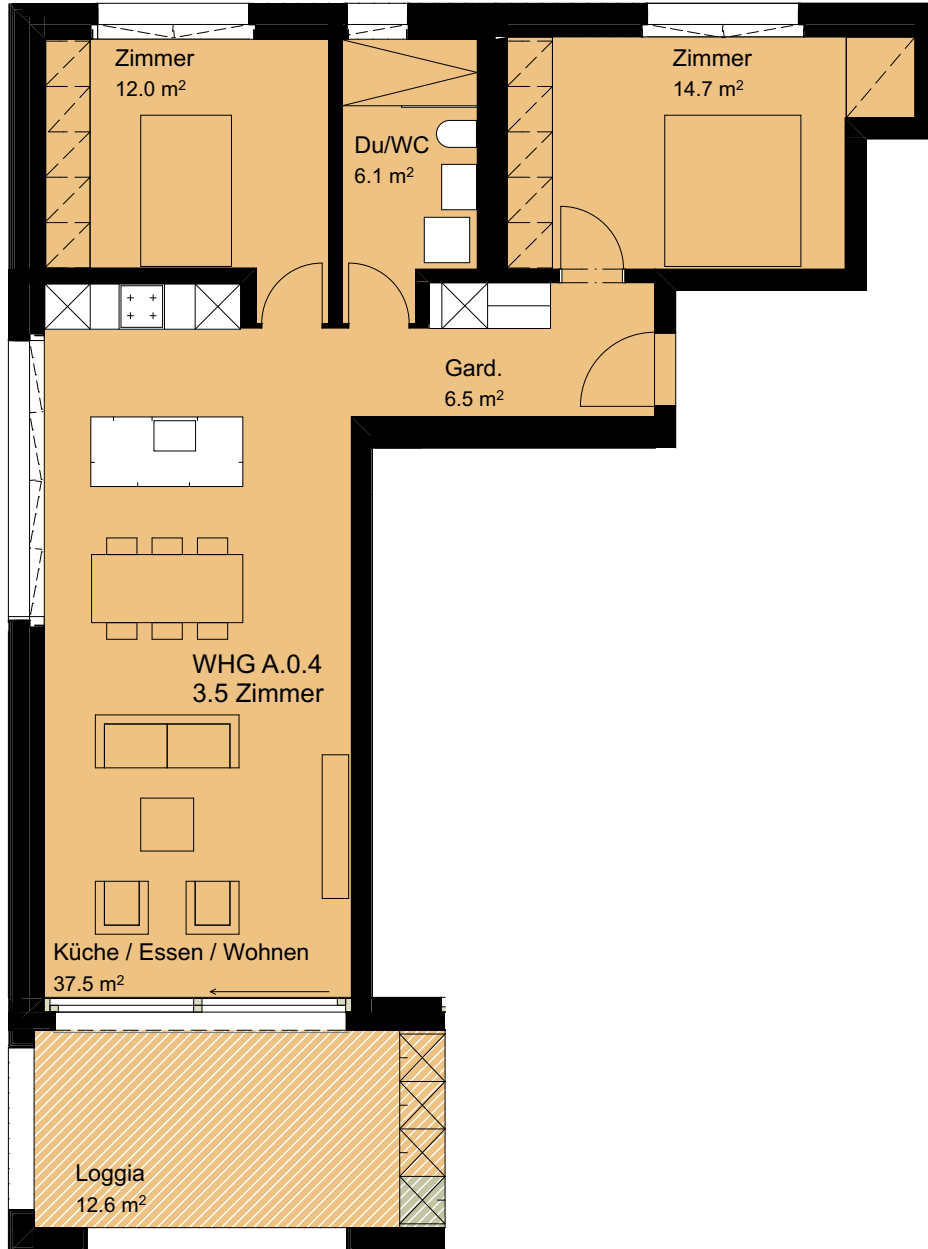 Zimmer
12.0 m²
Du/WC
6.1 m²
Zimmer
14.7 m²
Gard.
6.5 m²
WHG A.0.4
3.5 Zimmer
Küche / Essen / Wohnen
37.5 m²
Loggia
12.6 m²